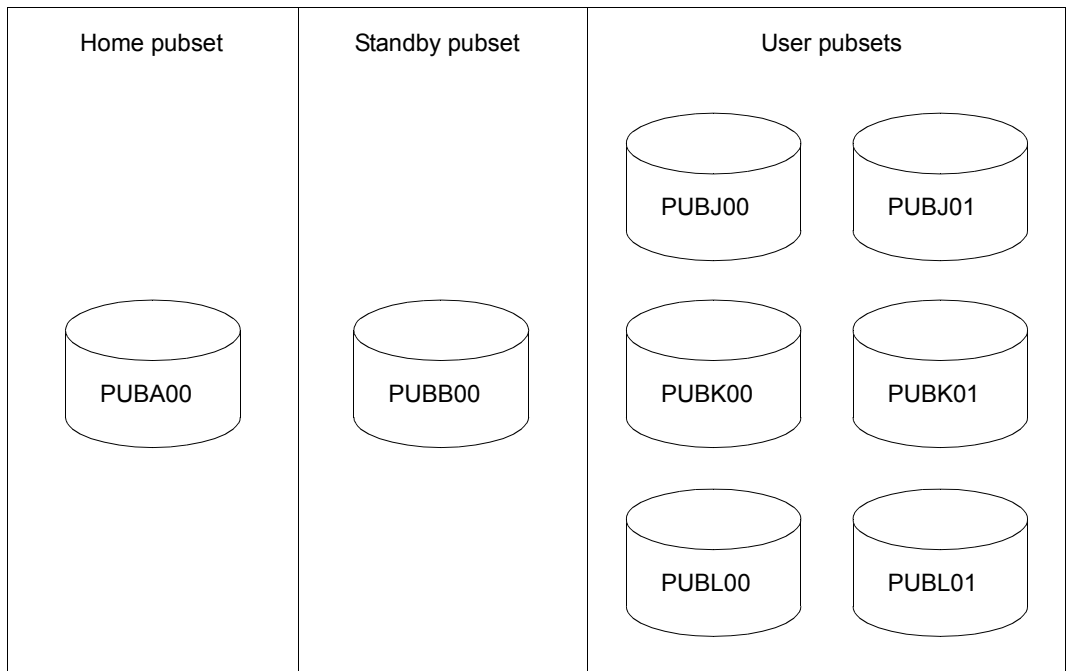 Home pubset
Standby pubset
User pubsets
PUBJ00
PUBJ01
PUBA00
PUBB00
PUBK00
PUBK01
PUBL00
PUBL01